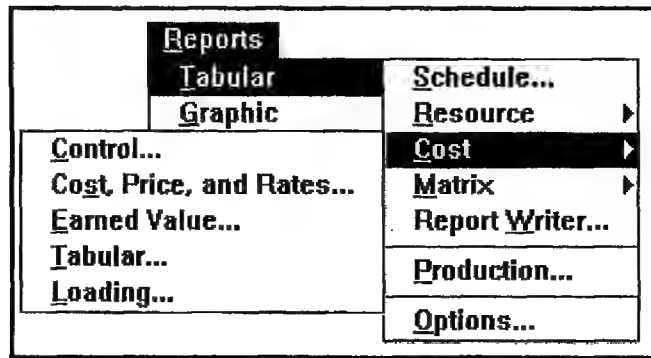 Reports
Tabular
Graphic
Schedule...
Resource
Cost
Matrix
Report Writer...
Production...
Options...
Control...
Cost, Price, and Rates...
Earned Value...
Tabular...
Loading...